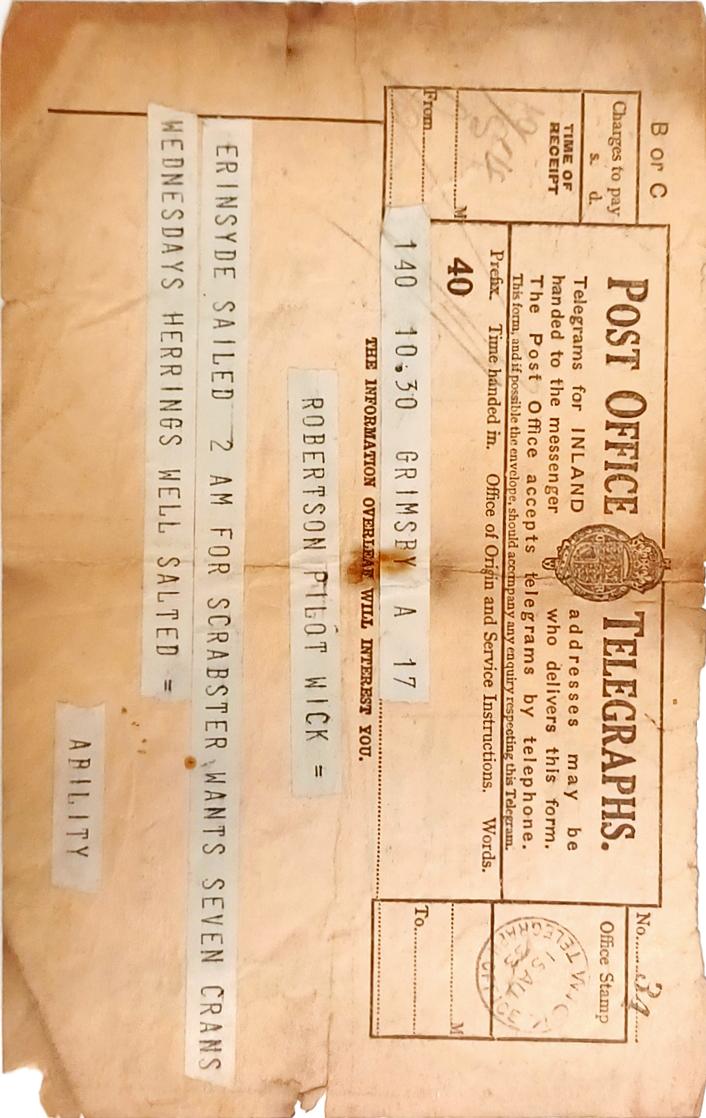 B or C
Charges to pay
s. d.
TIME OF
RECEIPT
From
M
POST OFFICE TELEGRAPHS.
Telegrams for INLAND addresses may be
handed to the messenger who delivers this form.
The Post Office accepts telegrams by telephone.
This form, and if possible the envelope, should accompany any enquiry respecting this Telegram.
Prefix. Time handed in. Office of Origin and Service Instructions. Words.
40
140 10.30 GRIMSBY A 17
No.
Office Stamp
M
To
THE INFORMATION OVERLEAF WILL INTEREST YOU.
ROBERTSON PILOT WICK =
ERINSYDE SAILED 2 AM FOR SCRABSTER WANTS SEVEN CRANS
WEDNESDAYS HERRINGS WELL SALTED =
ABILITY